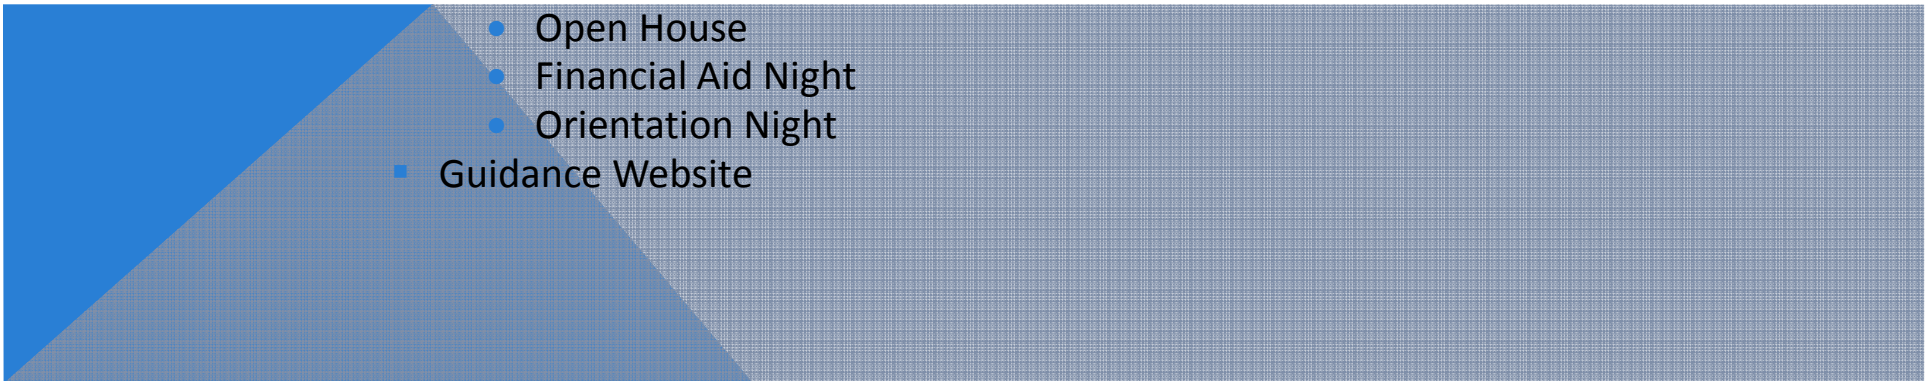 ● Open House
● Financial Aid Night
● Orientation Night
▪ Guidance Website